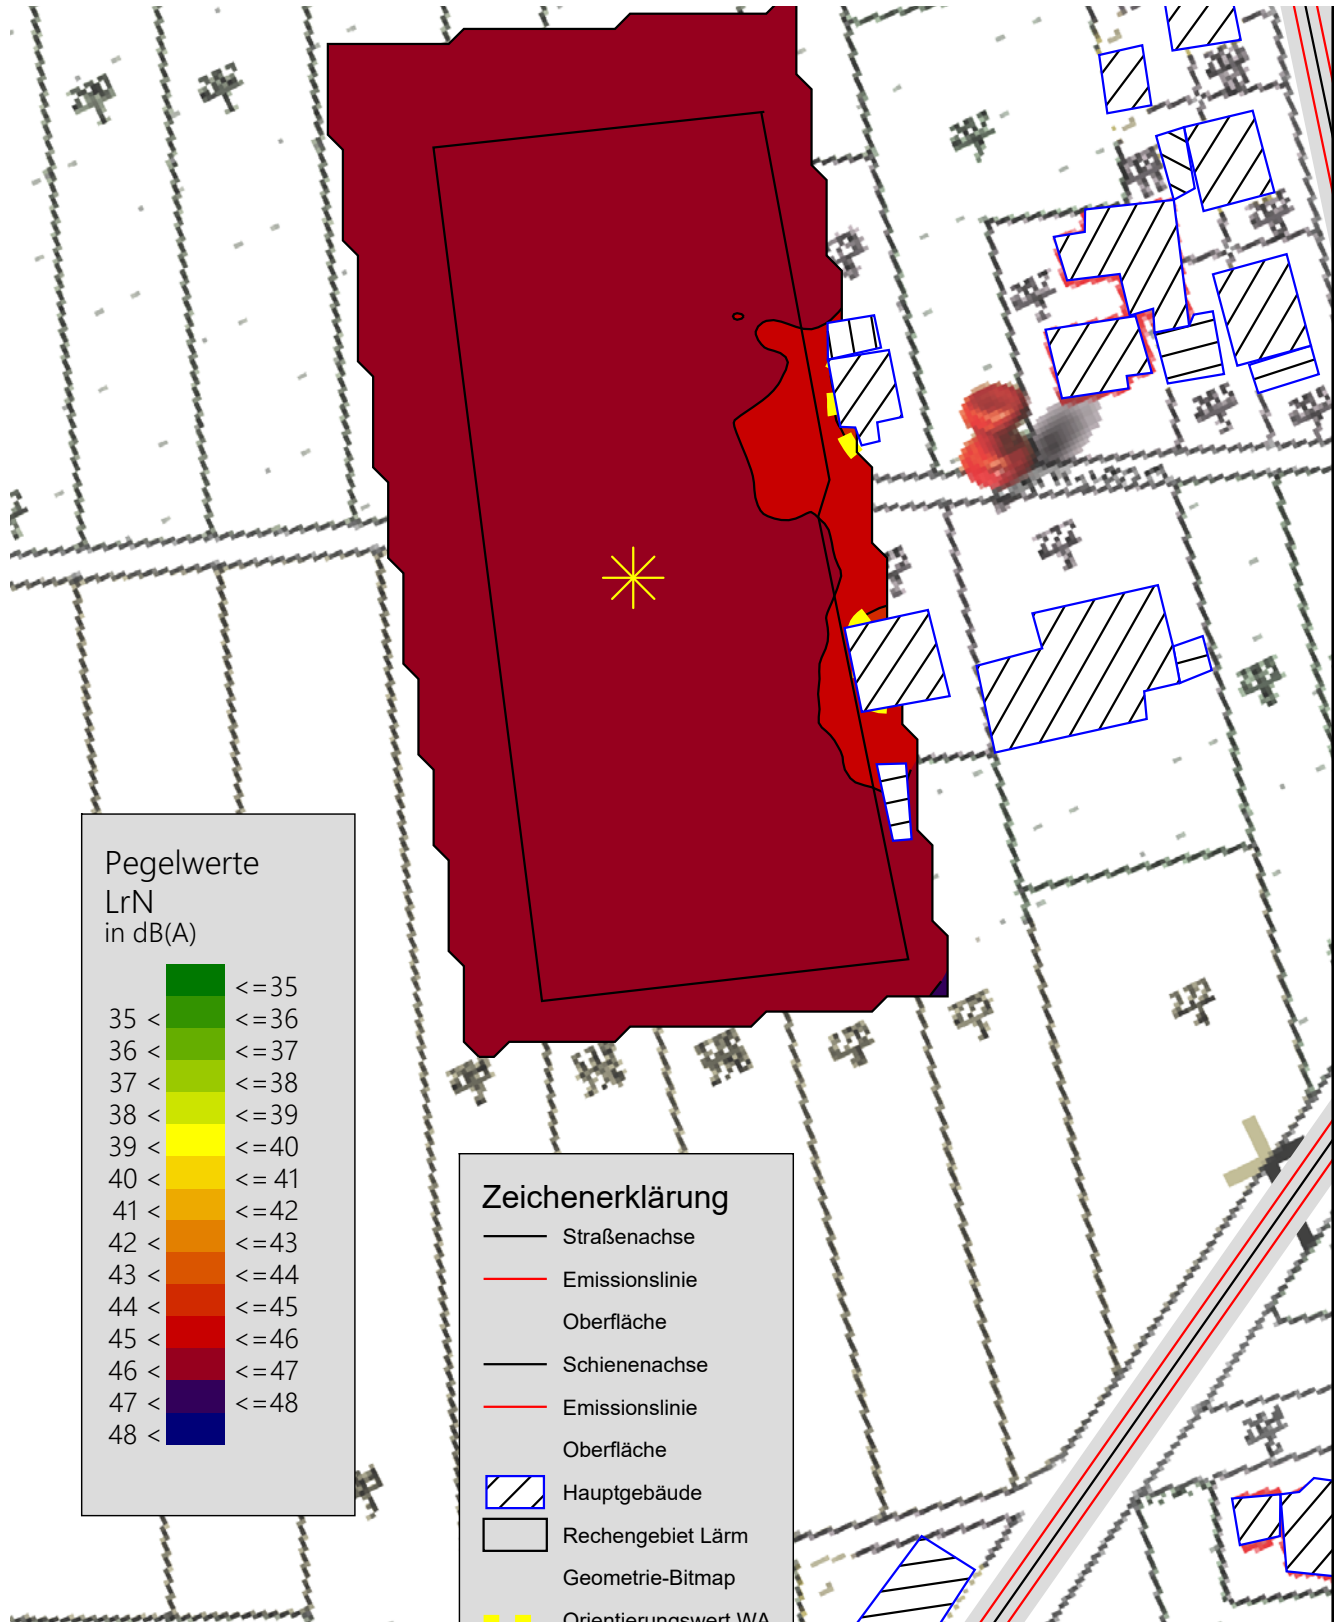 Pegelwerte
LrN
in dB(A)
<=35
35 < <=36
36 < <=37
37 < <=38
38 < <=39
39 < <=40
40 < <=41
41 < <=42
42 < <=43
43 < <=44
44 < <=45
45 < <=46
46 < <=47
47 < <=48
48 <
Zeichenerklärung
Straßenachse
Emissionslinie
Oberfläche
Schienenachse
Emissionslinie
Oberfläche
Hauptgebäude
Rechengebiet Lärm
Geometrie-Bitmap
Orientierungswert WA